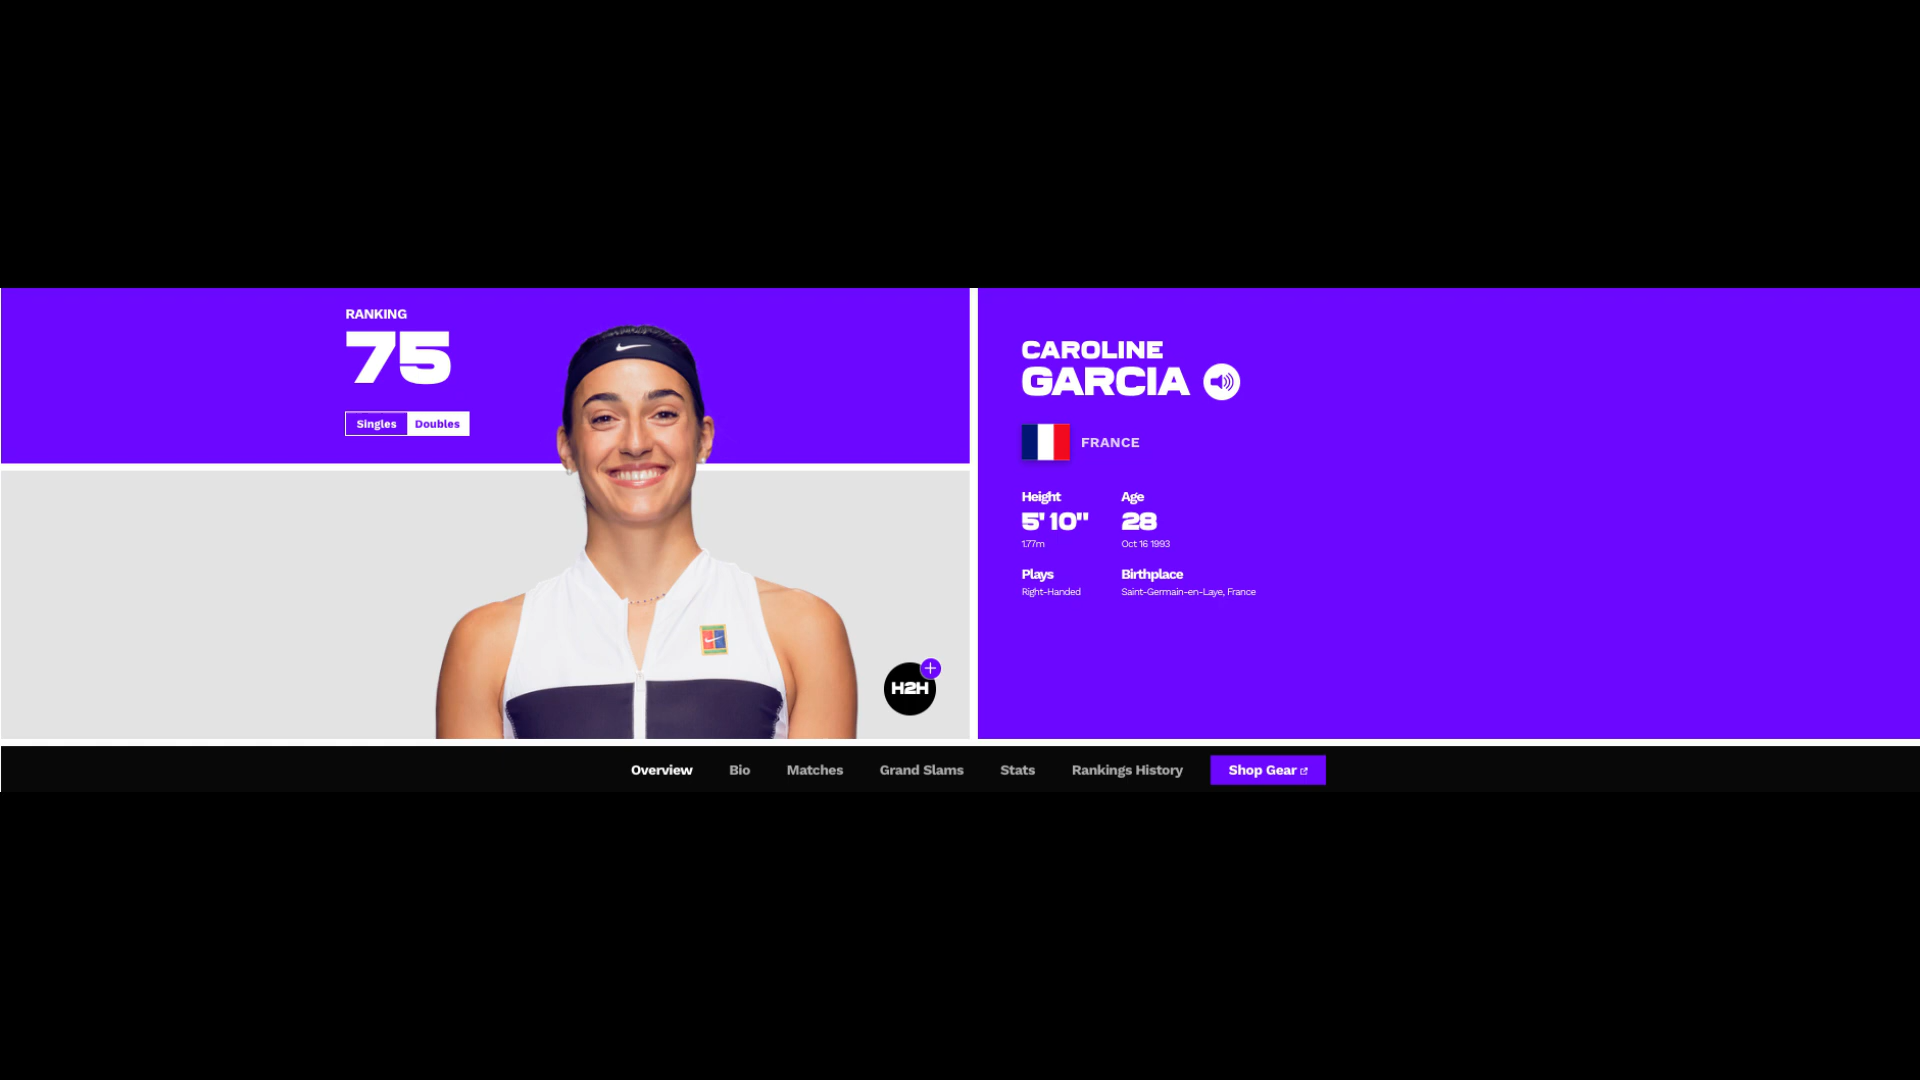 RANKING
75
Singles Doubles
H2H
CAROLINE
GARCIA
FRANCE
Height Age
5' 10" 28
1.77m Oct 16 1993
Plays Birthplace
Right-Handed Saint-Germain-en-Laye, France
Overview Bio Matches Grand Slams Stats Rankings History Shop Gear